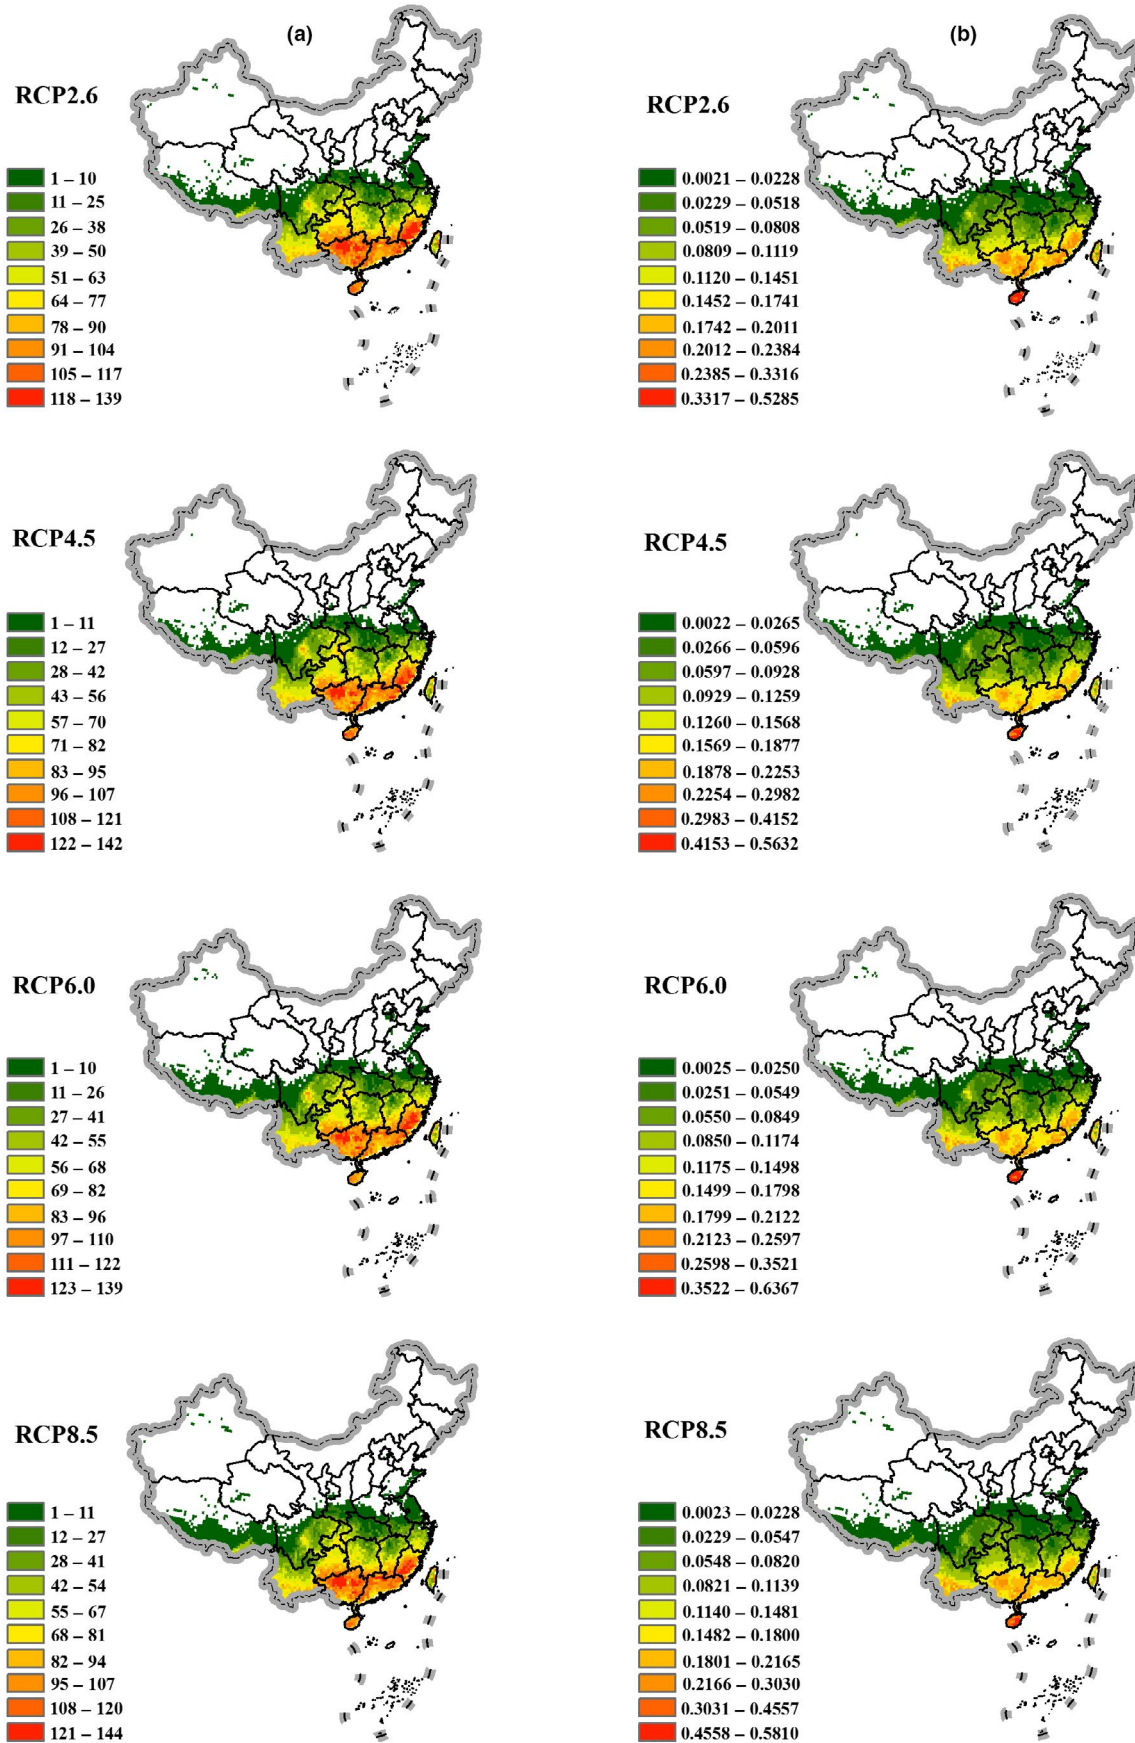 (a)
RCP2.6
1 – 10
11 – 25
26 – 38
39 – 50
51 – 63
64 – 77
78 – 90
91 – 104
105 – 117
118 – 139
(b)
RCP2.6
0.0021 – 0.0228
0.0229 – 0.0518
0.0519 – 0.0808
0.0809 – 0.1119
0.1120 – 0.1451
0.1452 – 0.1741
0.1742 – 0.2011
0.2012 – 0.2384
0.2385 – 0.3316
0.3317 – 0.5285
RCP4.5
1 – 11
12 – 27
28 – 42
43 – 56
57 – 70
71 – 82
83 – 95
96 – 107
108 – 121
122 – 142
RCP4.5
0.0022 – 0.0265
0.0266 – 0.0596
0.0597 – 0.0928
0.0929 – 0.1259
0.1260 – 0.1568
0.1569 – 0.1877
0.1878 – 0.2253
0.2254 – 0.2982
0.2983 – 0.4152
0.4153 – 0.5632
RCP6.0
1 – 10
11 – 26
27 – 41
42 – 55
56 – 68
69 – 82
83 – 96
97 – 110
111 – 122
123 – 139
RCP6.0
0.0025 – 0.0250
0.0251 – 0.0549
0.0550 – 0.0849
0.0850 – 0.1174
0.1175 – 0.1498
0.1499 – 0.1798
0.1799 – 0.2122
0.2123 – 0.2597
0.2598 – 0.3521
0.3522 – 0.6367
RCP8.5
1 – 11
12 – 27
28 – 41
42 – 54
55 – 67
68 – 81
82 – 94
95 – 107
108 – 120
121 – 144
RCP8.5
0.0023 – 0.0228
0.0229 – 0.0547
0.0548 – 0.0820
0.0821 – 0.1139
0.1140 – 0.1481
0.1482 – 0.1800
0.1801 – 0.2165
0.2166 – 0.3030
0.3031 – 0.4557
0.4558 – 0.5810